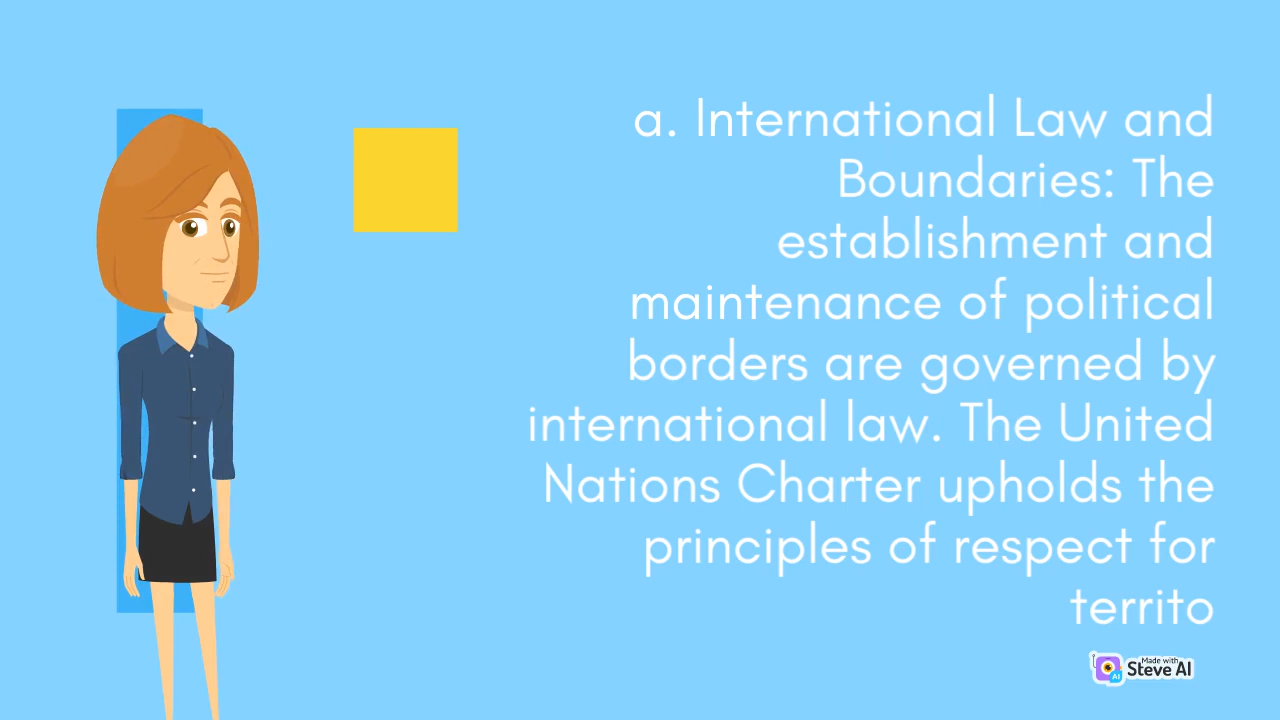 a. International Law and
Boundaries: The
establishment and
maintenance of political
borders are governed by
international law. The United
Nations Charter upholds the
principles of respect for
territo
Made with
Steve AI
AI